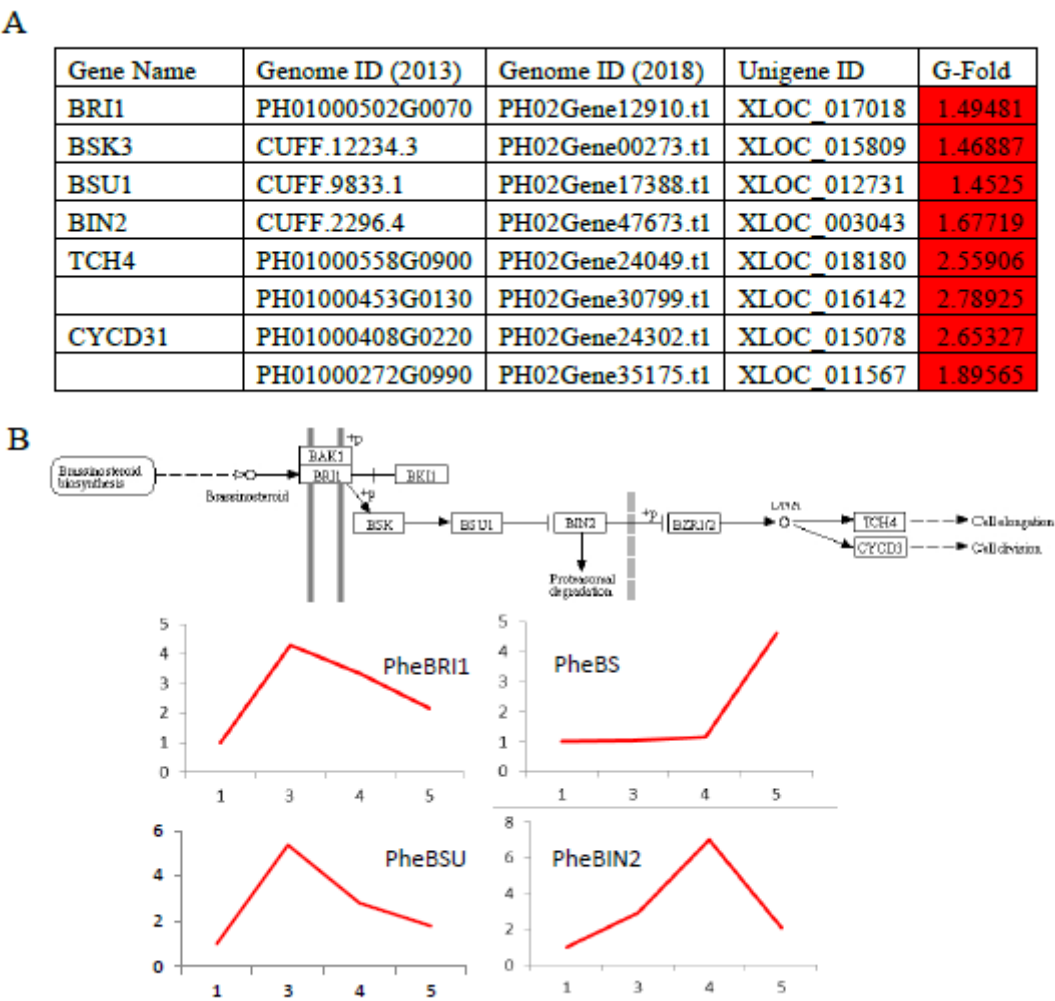 A
Gene Name Genome ID (2013) Genome ID (2018) Unigene ID G-Fold
BRI1 PH01000502G0070 PH02Gene12910.t1 XLOC_017018 1.49481
BSK3 CUFF.12234.3 PH02Gene00273.t1 XLOC_015809 1.46887
BSU1 CUFF.9833.1 PH02Gene17388.t1 XLOC_012731 1.4525
BIN2 CUFF.2296.4 PH02Gene47673.t1 XLOC_003043 1.67719
TCH4 PH01000558G0900 PH02Gene24049.t1 XLOC_018180 2.55906
PH01000453G0130 PH02Gene30799.t1 XLOC_016142 2.78925
CYCD31 PH01000408G0220 PH02Gene24302.t1 XLOC_015078 2.65327
PH01000272G0990 PH02Gene35175.t1 XLOC_011567 1.89565
B
+p
BAK1
Brassinosteroid
biosynthesis
BRI1 BKI1
Brassinosteroid
+p
BSK BSU1 BIN2 +p BZR1/2 TCH4 Cell elongation
CYCD3 Cell division
Proteasomal
degradation
PheBRI1
5
4
3
2
1
0
1 3 4 5
PheBS
5
4
3
2
1
0
1 3 4 5
PheBSU
6
4
2
0
1 3 4 5
PheBIN2
8
6
4
2
0
1 3 4 5